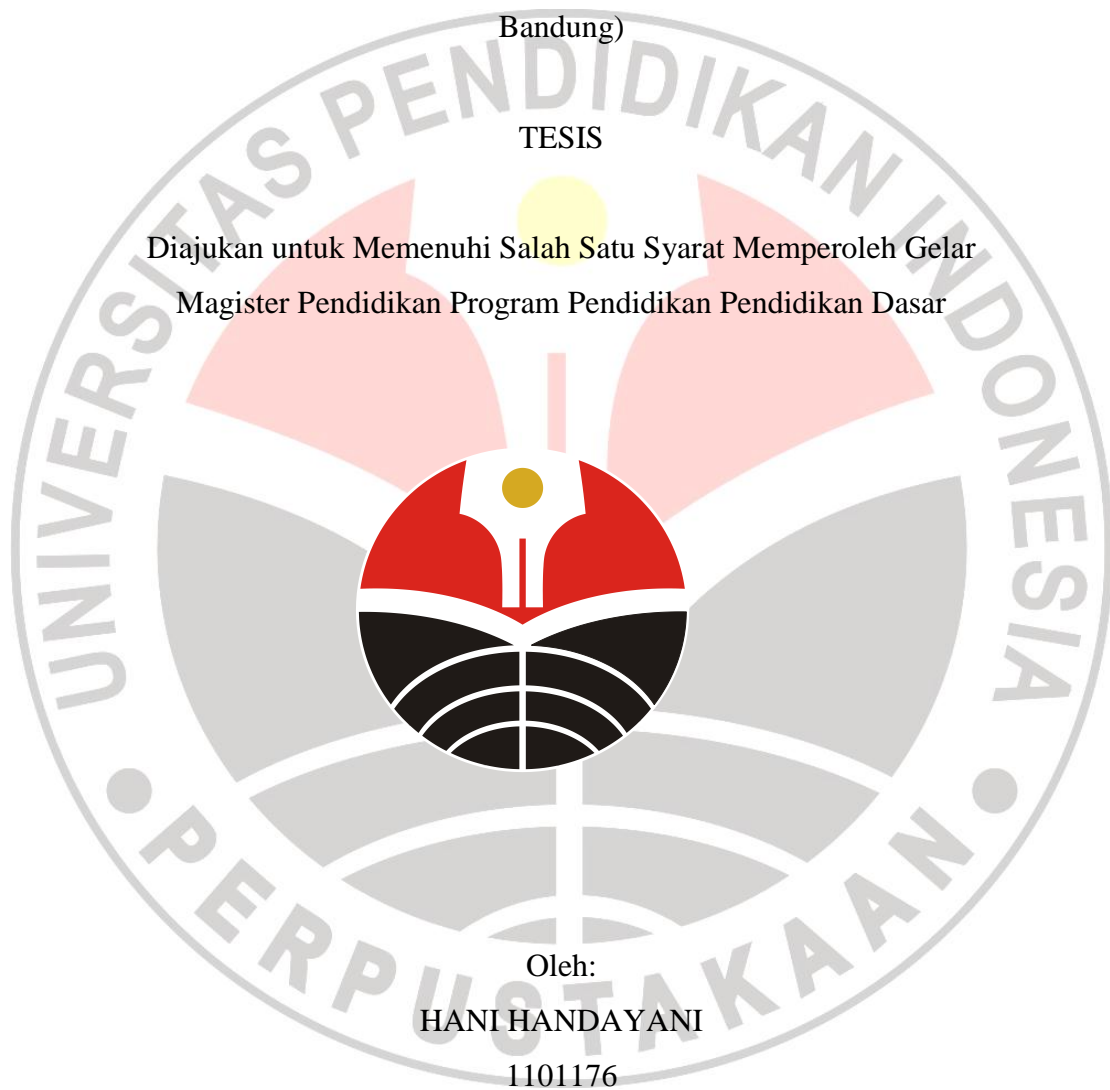 Bandung)
TESIS
Diajukan untuk Memenuhi Salah Satu Syarat Memperoleh Gelar
Magister Pendidikan Program Pendidikan Pendidikan Dasar
Oleh:
HANI HANDAYANI
1101176
UNIVERSITAS PENDIDIKAN INDONESIA
PERPUSTAKAAN